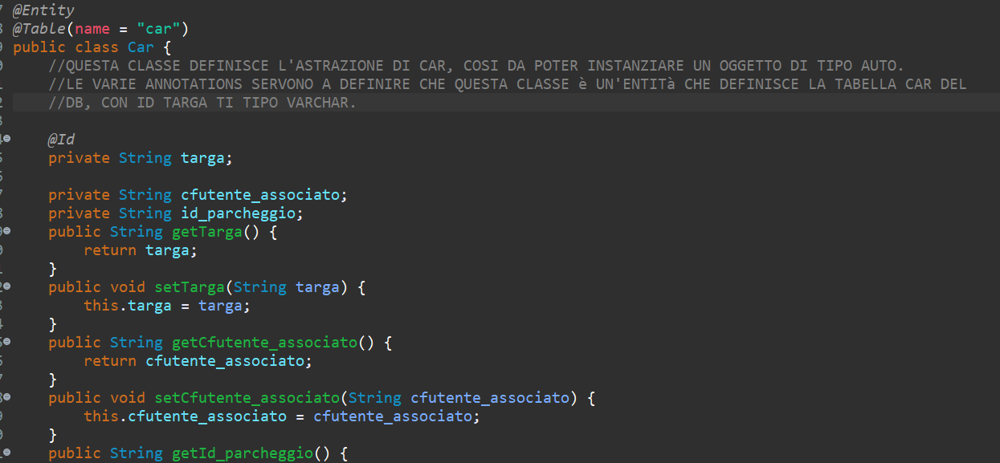 @Entity
@Table(name = "car")
public class Car {
//QUESTA CLASSE DEFINISCE L'ASTRAZIONE DI CAR, COSI DA POTER INSTANZIARE UN OGGETTO DI TIPO AUTO.
//LE VARIE ANNOTATIONS SERVONO A DEFINIRE CHE QUESTA CLASSE è UN'ENTITà CHE DEFINISCE LA TABELLA CAR DEL
//DB, CON ID TARGA TI TIPO VARCHAR.
@Id
private String targa;
private String cfutente_associato;
private String id_parcheggio;
public String getTarga() {
return targa;
}
public void setTarga(String targa) {
this.targa = targa;
}
public String getCfutente_associato() {
return cfutente_associato;
}
public void setCfutente_associato(String cfutente_associato) {
this.cfutente_associato = cfutente_associato;
}
public String getId_parcheggio() {